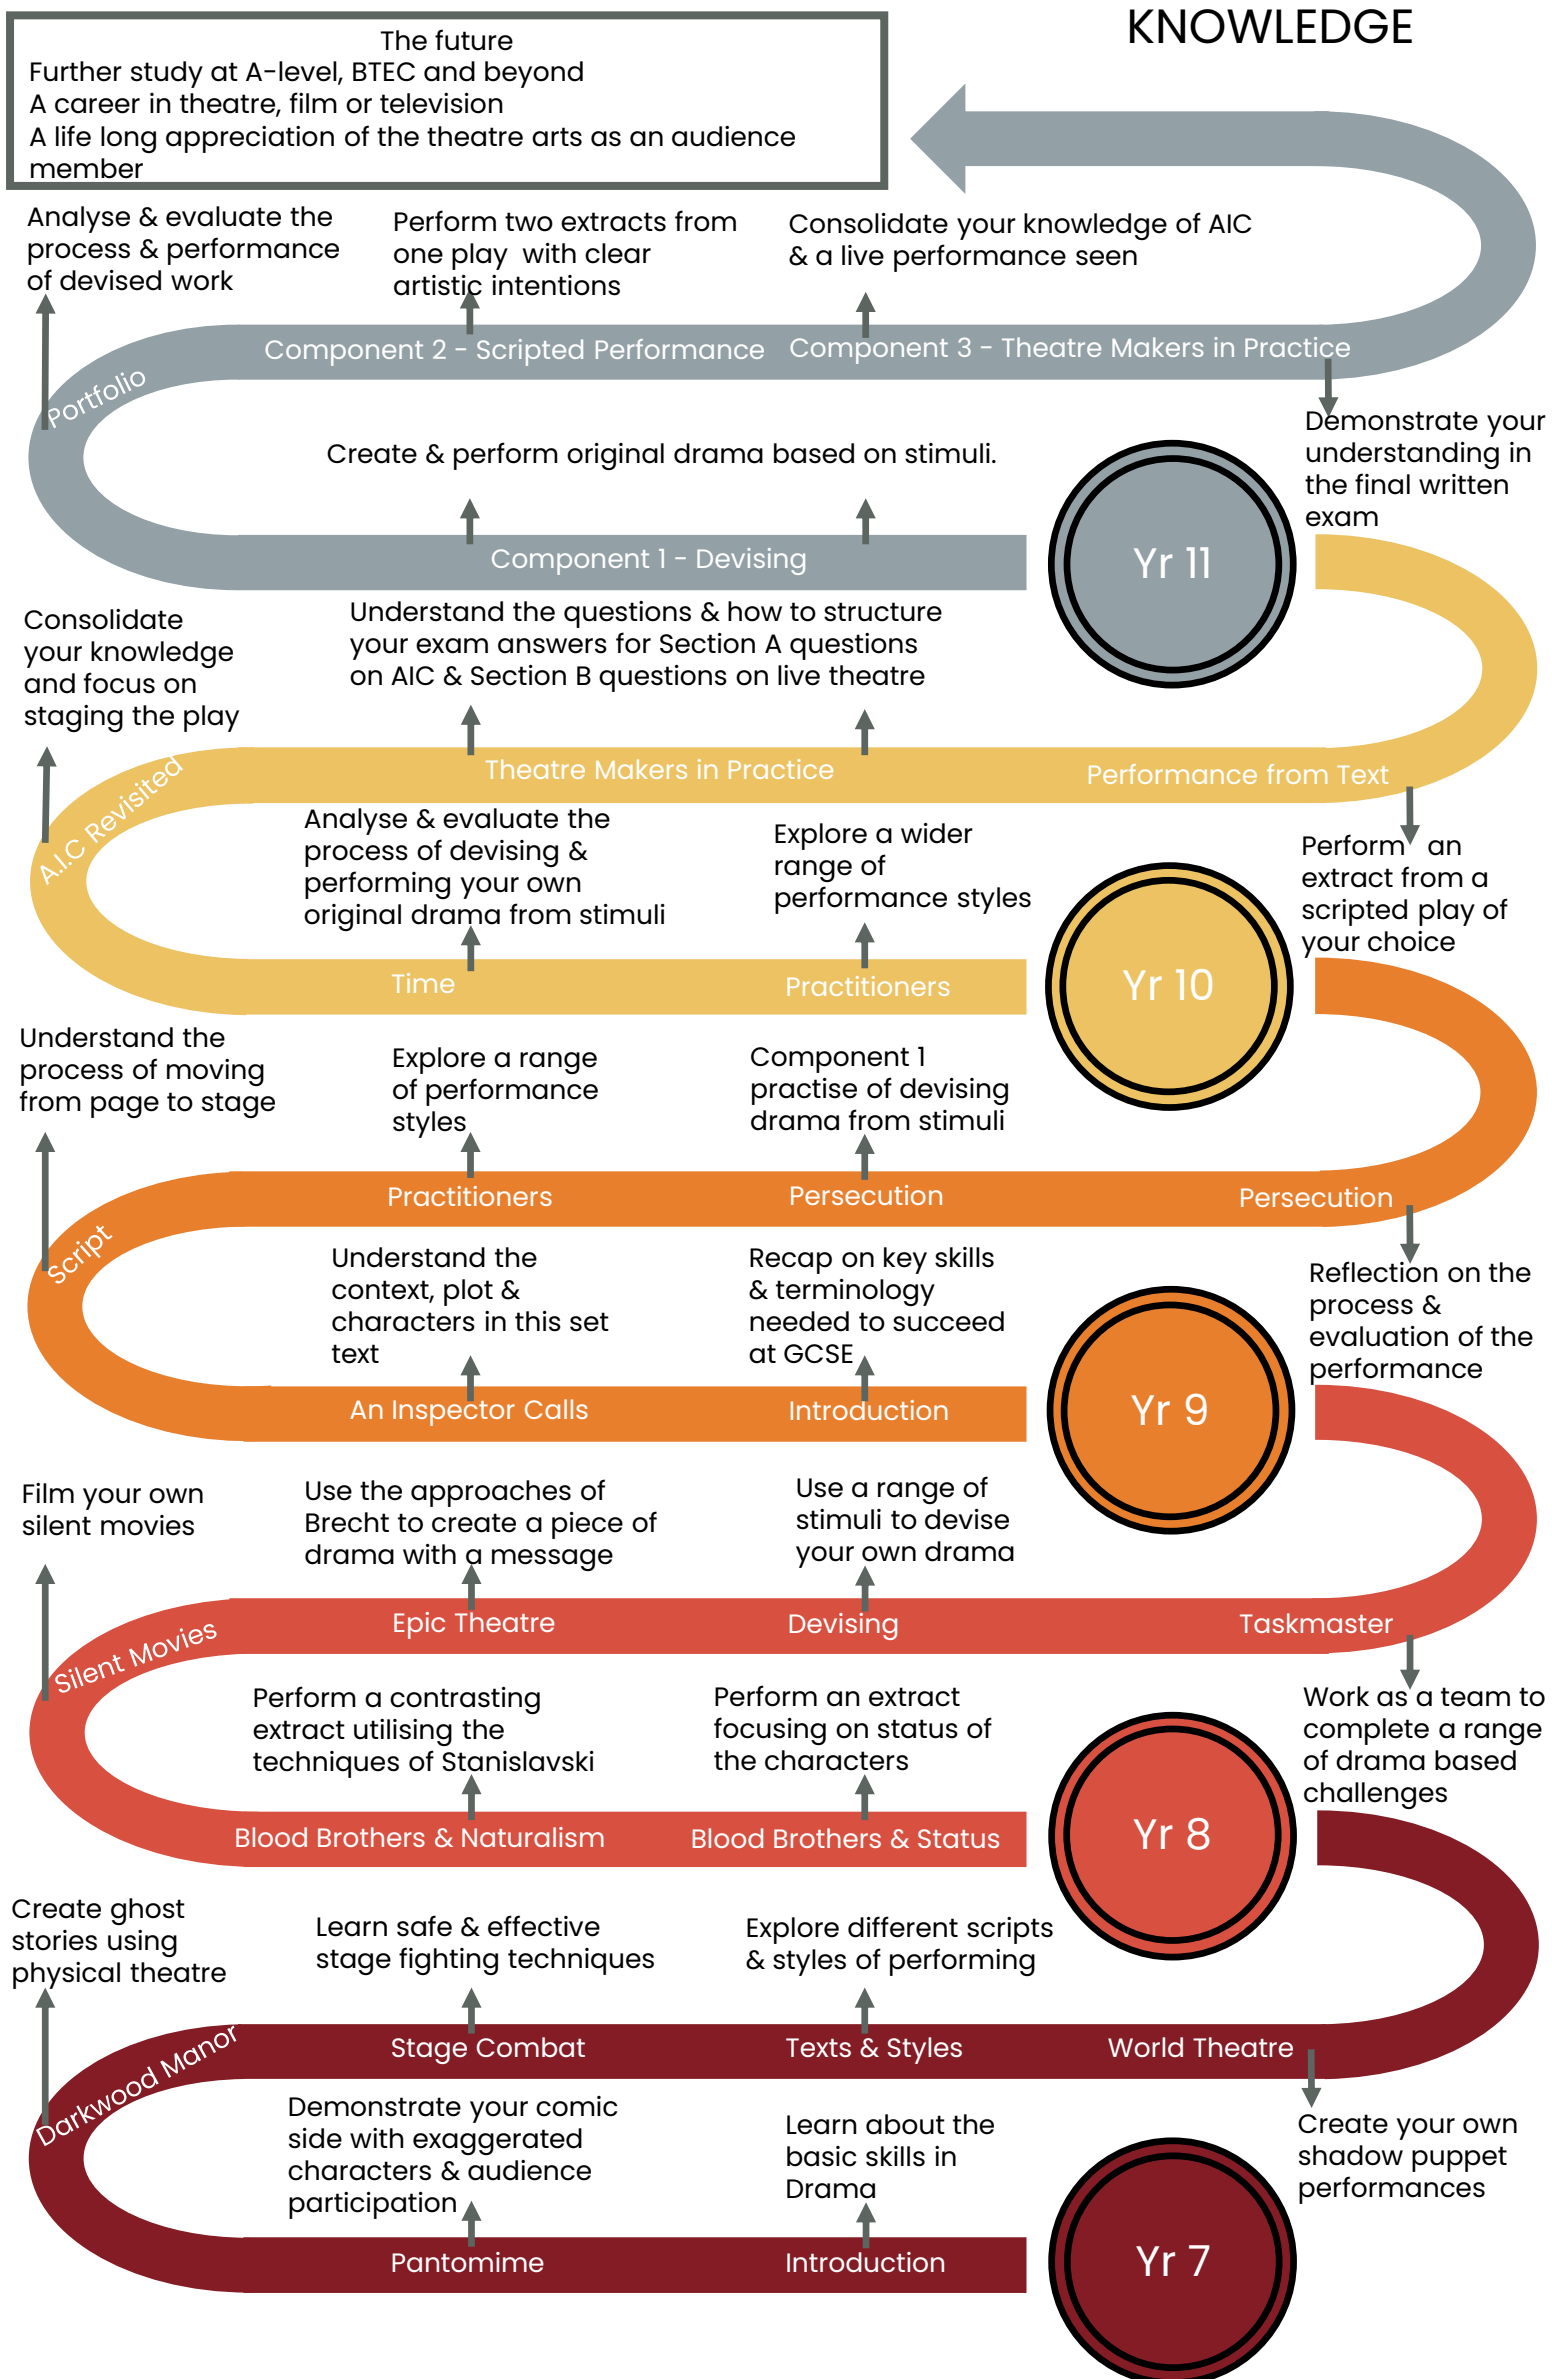 KNOWLEDGE
The future
Further study at A-level, BTEC and beyond
A career in theatre, film or television
A life long appreciation of the theatre arts as an audience
member
Analyse & evaluate the
process & performance
of devised work
Perform two extracts from
one play with clear
artistic intentions
Consolidate your knowledge of AIC
& a live performance seen
Portfolio
Component 2 - Scripted Performance
Component 3 - Theatre Makers in Practice
Demonstrate your
understanding in
the final written
exam
Create & perform original drama based on stimuli.
Component 1 - Devising
Yr 11
Consolidate
your knowledge
and focus on
staging the play
Understand the questions & how to structure
your exam answers for Section A questions
on AIC & Section B questions on live theatre
A.I.C Revisited
Theatre Makers in Practice
Performance from Text
Perform an
extract from a
scripted play of
your choice
Analyse & evaluate the
process of devising &
performing your own
original drama from stimuli
Explore a wider
range of
performance styles
Time
Practitioners
Yr 10
Understand the
process of moving
from page to stage
Explore a range
of performance
styles
Component 1
practise of devising
drama from stimuli
Script
Practitioners
Persecution
Persecution
Reflection on the
process &
evaluation of the
performance
Understand the
context, plot &
characters in this set
text
Recap on key skills
& terminology
needed to succeed
at GCSE
An Inspector Calls
Introduction
Yr 9
Film your own
silent movies
Use the approaches of
Brecht to create a piece of
drama with a message
Use a range of
stimuli to devise
your own drama
Silent Movies
Epic Theatre
Devising
Taskmaster
Work as a team to
complete a range
of drama based
challenges
Perform a contrasting
extract utilising the
techniques of Stanislavski
Perform an extract
focusing on status of
the characters
Blood Brothers & Naturalism
Blood Brothers & Status
Yr 8
Create ghost
stories using
physical theatre
Learn safe & effective
stage fighting techniques
Explore different scripts
& styles of performing
Darkwood Manor
Stage Combat
Texts & Styles
World Theatre
Create your own
shadow puppet
performances
Demonstrate your comic
side with exaggerated
characters & audience
participation
Learn about the
basic skills in
Drama
Pantomime
Introduction
Yr 7